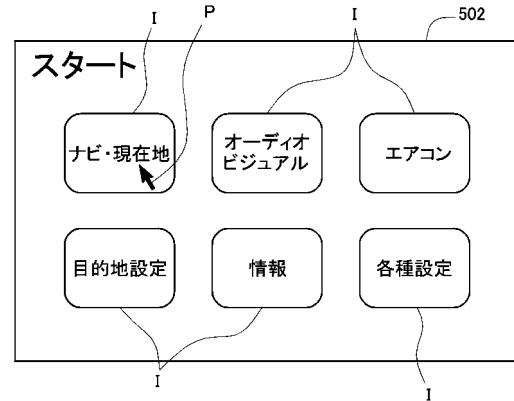 I
P
I
502
スタート
ナビ・現在地
オーディオ
ビジュアル
エアコン
目的地設定
情報
各種設定
I
I